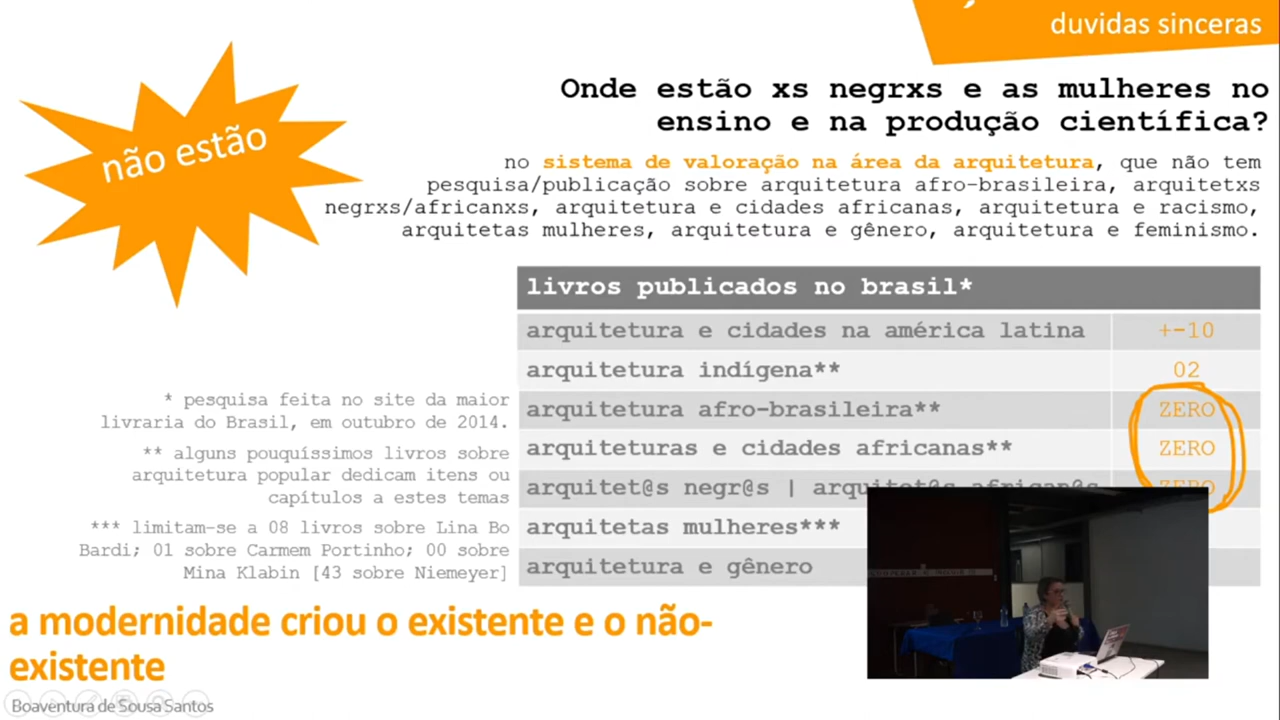 duvidas sinceras
não estão
Onde estão xs negrxs e as mulheres no
ensino e na produção científica?
no sistema de valoração na área da arquitetura, que não tem
pesquisa/publicação sobre arquitetura afro-brasileira, arquitetxs
negrxs/africanxs, arquitetura e cidades africanas, arquitetura e racismo,
arquitetas mulheres, arquitetura e gênero, arquitetura e feminismo.
livros publicados no brasil*
arquitetura e cidades na américa latina +-10
arquitetura indígena** 02
arquitetura afro-brasileira** ZERO
arquiteturas e cidades africanas** ZERO
arquitet@s negr@s | arquitet@s african@s ZERO
arquitetas mulheres***
arquitetura e gênero
* pesquisa feita no site da maior
livraria do Brasil, em outubro de 2014.
** alguns pouquíssimos livros sobre
arquitetura popular dedicam itens ou
capítulos a estes temas
*** limitam-se a 08 livros sobre Lina Bo
Bardi; 01 sobre Carmem Portinho; 00 sobre
Mina Klabin [43 sobre Niemeyer]
a modernidade criou o existente e o não-
existente
Boaventura de Sousa Santos